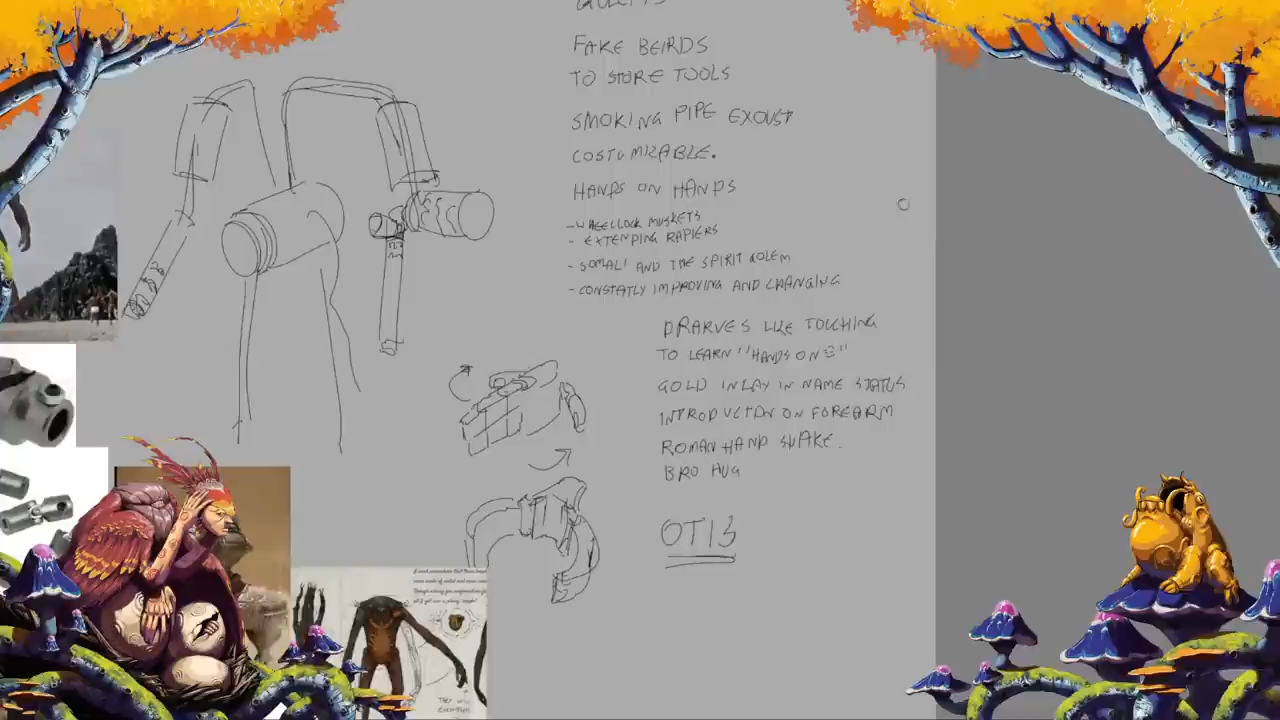 FAKE BEIRDS
TO STORE TOOLS
SMOKING PIPE EXOUST
COSTUMIZABLE.
HANDS ON HANDS
- WHEELLOCK MUSKETS
- EXTENDING RAPIERS
- SOMALI AND THE SPIRIT GOLEM
- CONSTATLY IMPROVING AND CHANGING
DRARVES LIKE TOUCHING
TO LEARN "HANDS ON"
GOLD INLAY IN NAME STATUS
INTRODUCTION ON FOREARM
ROMAN HAND SHAKE.
BRO HUG
OTIS